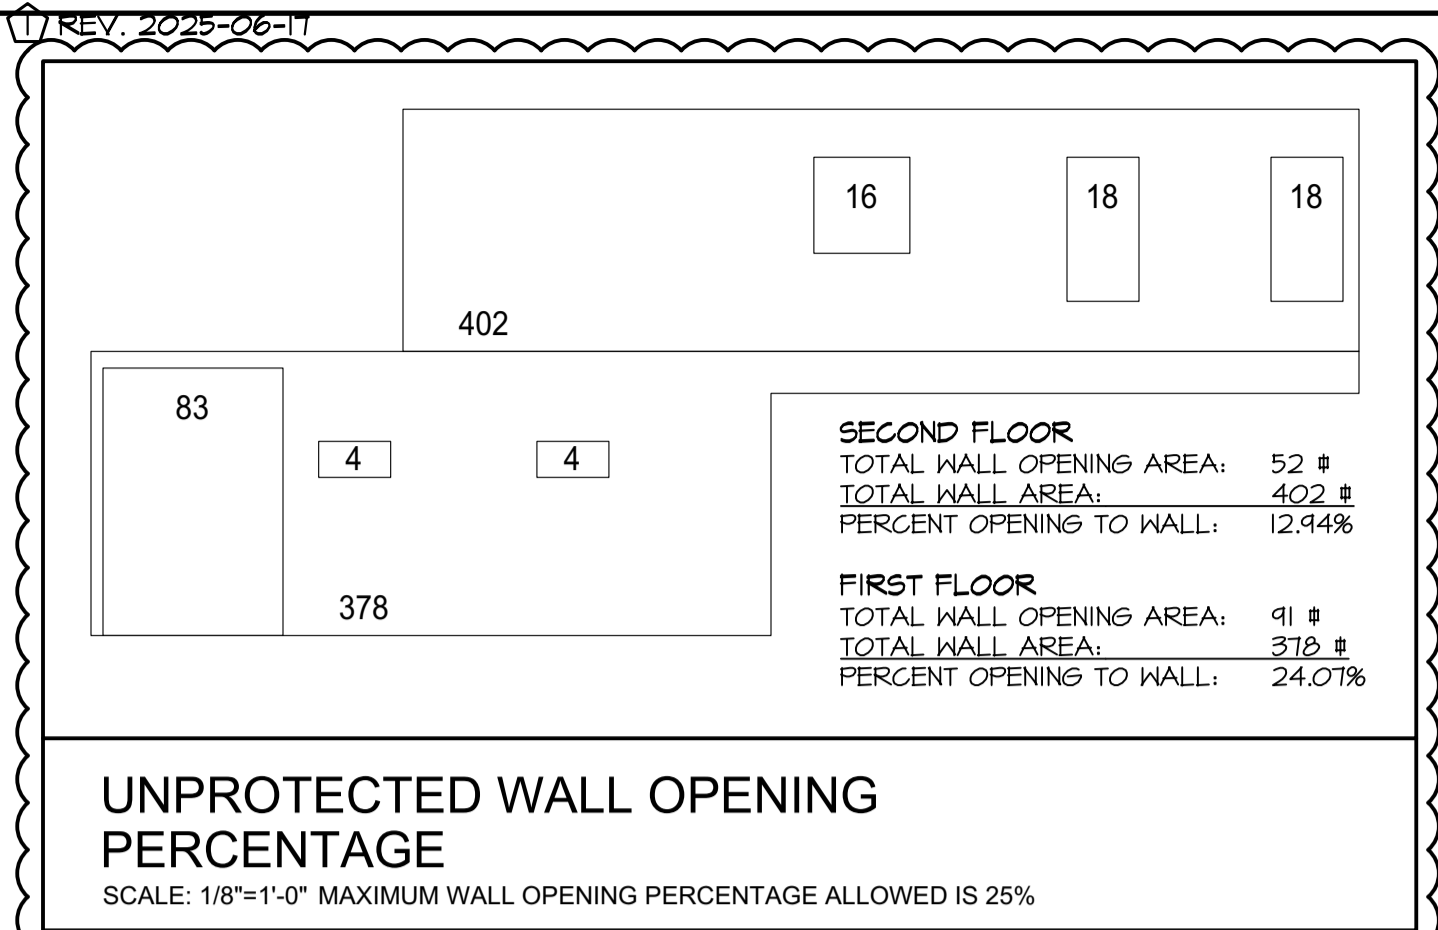 1 REV. 2025-06-17
16 18 18
402
83
4 4
378
SECOND FLOOR
TOTAL WALL OPENING AREA: 52 ⌗
TOTAL WALL AREA: 402 ⌗
PERCENT OPENING TO WALL: 12.94%
FIRST FLOOR
TOTAL WALL OPENING AREA: 91 ⌗
TOTAL WALL AREA: 378 ⌗
PERCENT OPENING TO WALL: 24.07%
UNPROTECTED WALL OPENING
PERCENTAGE
SCALE: 1/8"=1'-0" MAXIMUM WALL OPENING PERCENTAGE ALLOWED IS 25%